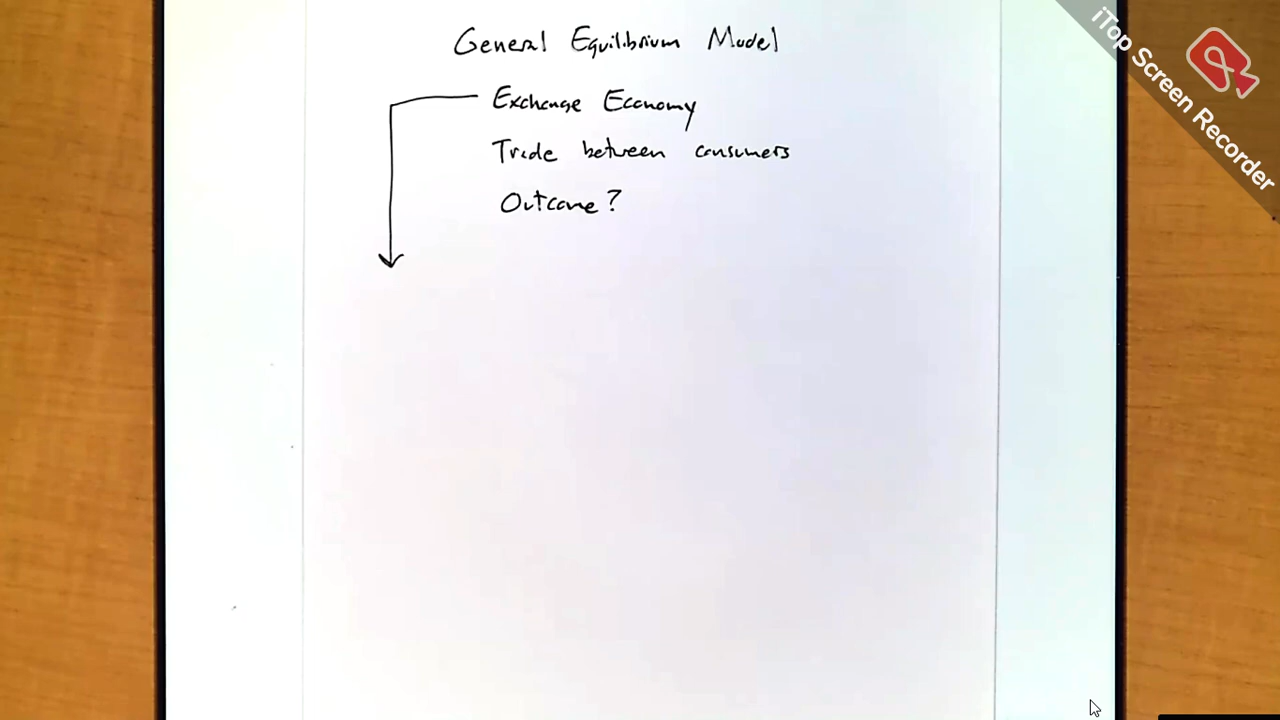 General Equilibrium Model
Exchange Economy
Trade between consumers
Outcome?
iTop Screen Recorder